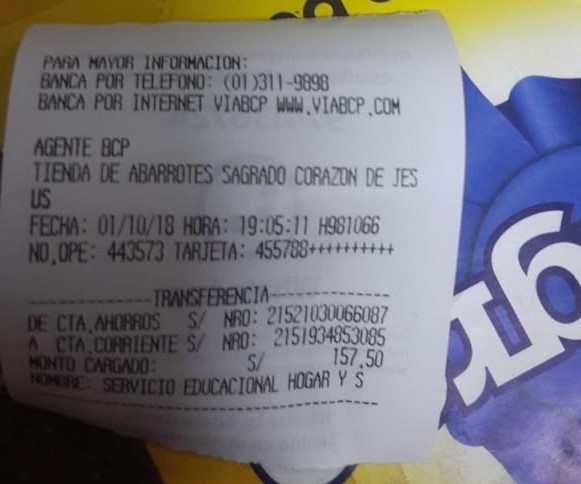 PARA MAYOR INFORMACION:
BANCA POR TELEFONO: (01)311-9898
BANCA POR INTERNET VIABCP WWW.VIABCP.COM
AGENTE BCP
TIENDA DE ABARROTES SAGRADO CORAZON DE JES
US
FECHA: 01/10/18 HORA: 19:05:11 H981066
NO.OPE: 443573 TARJETA: 455788++++++++++
----------------TRANSFERENCIA----------------
DE CTA.AHORROS S/ NRO: 21521030066087
A CTA.CORRIENTE S/ NRO: 2151934853085
MONTO CARGADO: S/ 157.50
NOMBRE: SERVICIO EDUCACIONAL HOGAR Y S